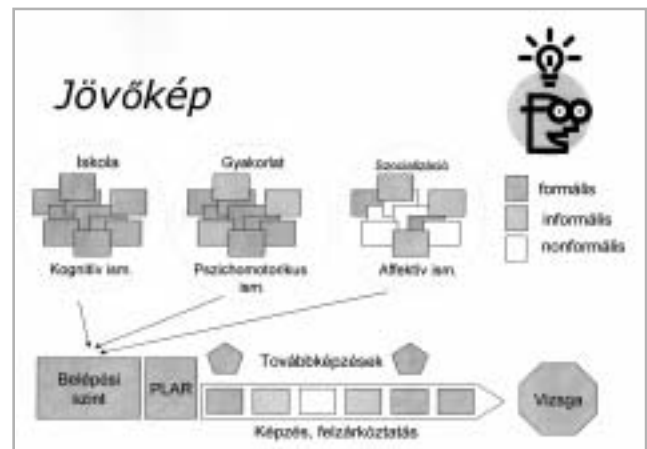 Jövőkép
Iskola
Gyakorlat
Szocializáció
formális
informális
nonformális
Kognitív ism.
Pszichomotorikus
ism.
Affektív ism.
Továbbképzések
Belépési
szint
PLAR
Vizsga
Képzés, felzárkóztatás